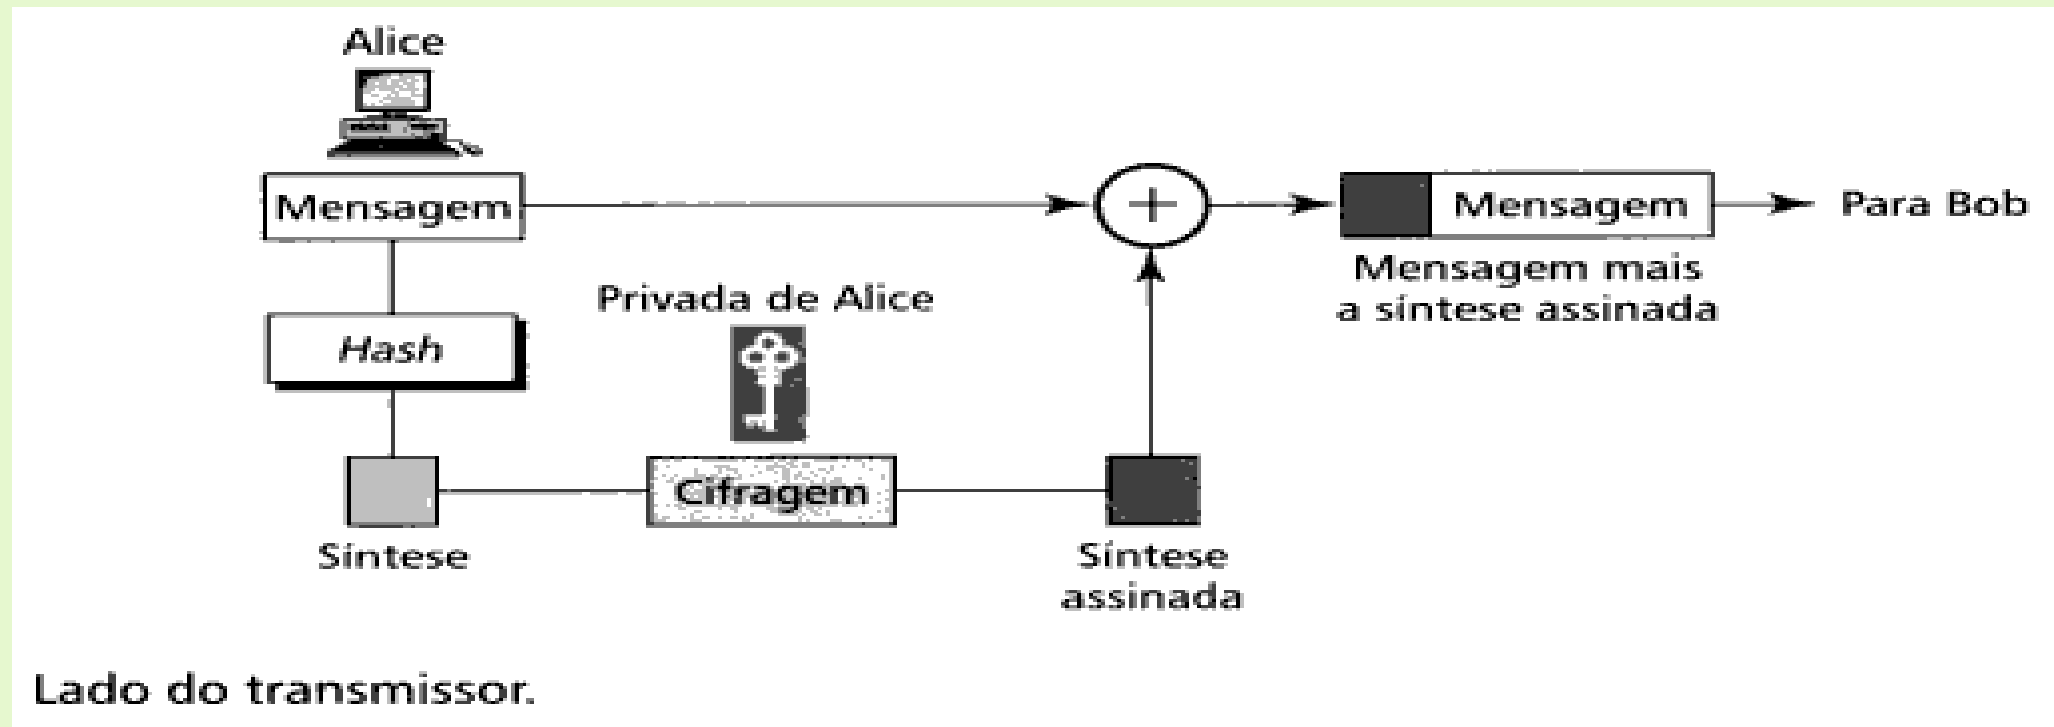 Alice
Mensagem
Mensagem
Para Bob
Mensagem mais
a síntese assinada
Privada de Alice
Hash
Cifragem
Síntese
Síntese
assinada
Lado do transmissor.